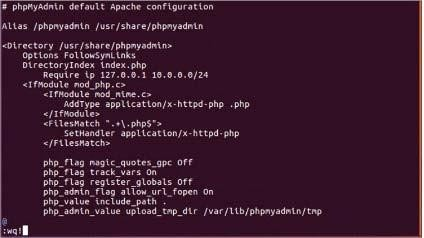 # phpMyAdmin default Apache configuration
Alias /phpmyadmin /usr/share/phpmyadmin
<Directory /usr/share/phpmyadmin>
Options FollowSymLinks
DirectoryIndex index.php
Require ip 127.0.0.1 10.0.0.0/24
<IfModule mod_php.c>
<IfModule mod_mime.c>
AddType application/x-httpd-php .php
</IfModule>
<FilesMatch ".+\.php$">
SetHandler application/x-httpd-php
</FilesMatch>
php_flag magic_quotes_gpc Off
php_flag track_vars On
php_flag register_globals Off
php_admin_flag allow_url_fopen On
php_value include_path .
php_admin_value upload_tmp_dir /var/lib/phpmyadmin/tmp
@
:wq!